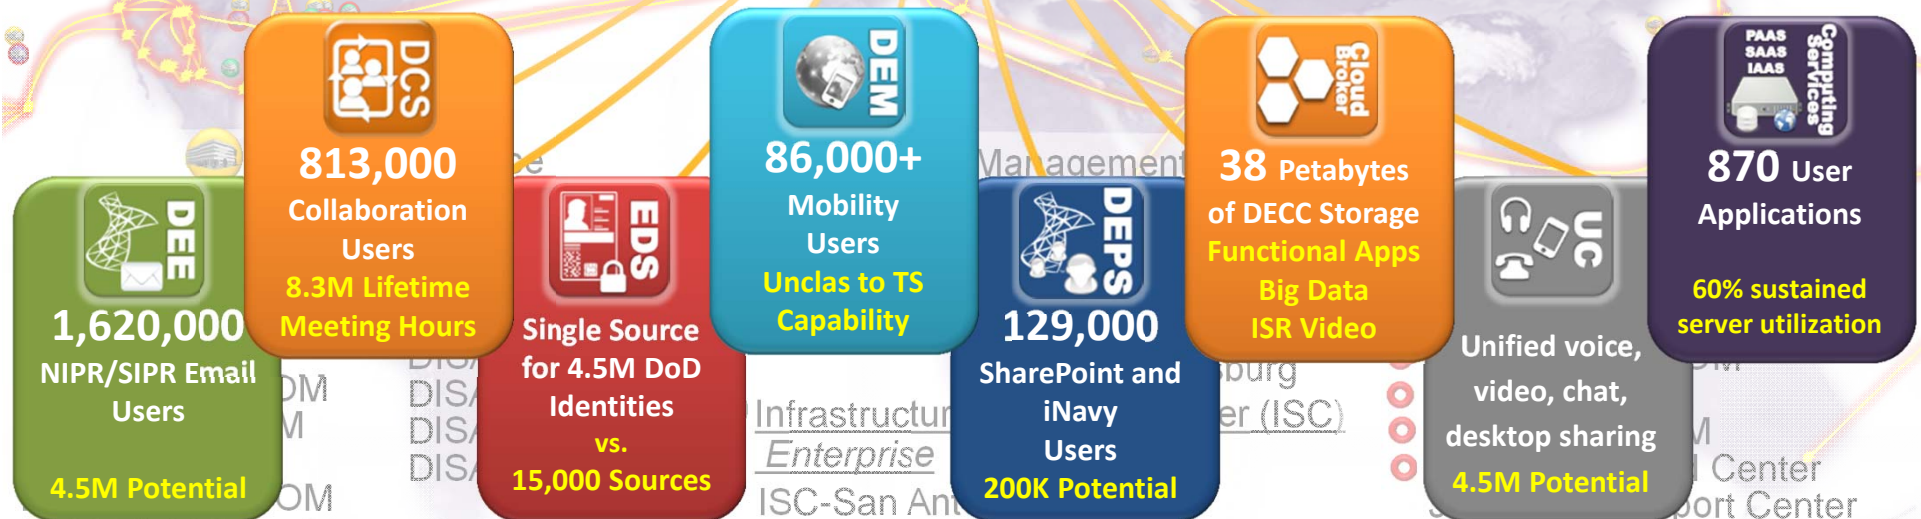 DEE
1,620,000
NIPR/SIPR Email
Users
4.5M Potential
DCS
813,000
Collaboration
Users
8.3M Lifetime
Meeting Hours
EDS
Single Source
for 4.5M DoD
Identities
vs.
15,000 Sources
DEM
86,000+
Mobility
Users
Unclas to TS
Capability
DEPS
129,000
SharePoint and
iNavy
Users
200K Potential
Cloud
Broker
38 Petabytes
of DECC Storage
Functional Apps
Big Data
ISR Video
UC
Unified voice,
video, chat,
desktop sharing
4.5M Potential
PAAS
SAAS
IAAS
Computing
Services
870 User
Applications
60% sustained
server utilization
Management
(ISC)
Enterprise
ISC-San
Center
Center